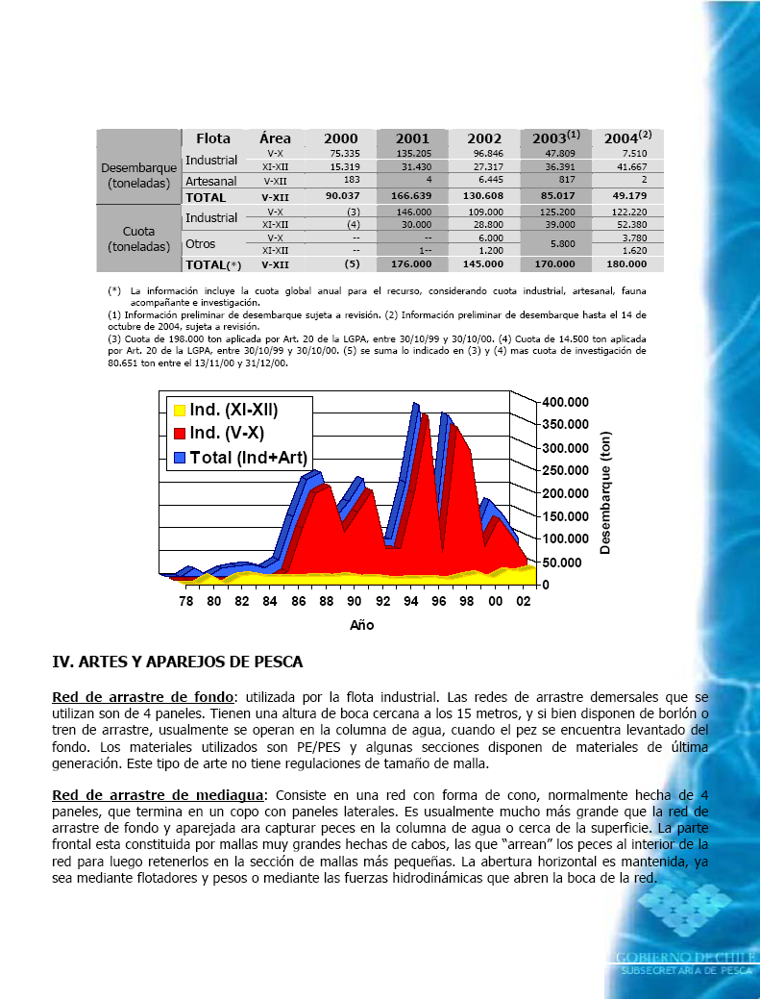 Flota Área 2000 2001 2002 2003(1) 2004(2)
Desembarque (toneladas) Industrial V-X 75.335 135.205 96.846 47.809 7.510
XI-XII 15.319 31.430 27.317 36.391 41.667
Artesanal V-XII 183 4 6.445 817 2
TOTAL V-XII 90.037 166.639 130.608 85.017 49.179
Cuota (toneladas) Industrial V-X (3) 146.000 109.000 125.200 122.220
XI-XII (4) 30.000 28.800 39.000 52.380
Otros V-X -- -- 6.000 5.800 3.780
XI-XII -- 1-- 1.200 1.620
TOTAL(*) V-XII (5) 176.000 145.000 170.000 180.000
(*) La información incluye la cuota global anual para el recurso, considerando cuota industrial, artesanal, fauna
acompañante e investigación.
(1) Información preliminar de desembarque sujeta a revisión. (2) Información preliminar de desembarque hasta el 14 de
octubre de 2004, sujeta a revisión.
(3) Cuota de 198.000 ton aplicada por Art. 20 de la LGPA, entre 30/10/99 y 30/10/00. (4) Cuota de 14.500 ton aplicada
por Art. 20 de la LGPA, entre 30/10/99 y 30/10/00. (5) se suma lo indicado en (3) y (4) mas cuota de investigación de
80.651 ton entre el 13/11/00 y 31/12/00.
Ind. (XI-XII)
Ind. (V-X)
Total (Ind+Art)
400.000
350.000
300.000
250.000
200.000
150.000
100.000
50.000
0
Desembarque (ton)
78 80 82 84 86 88 90 92 94 96 98 00 02
Año
IV. ARTES Y APAREJOS DE PESCA
Red de arrastre de fondo: utilizada por la flota industrial. Las redes de arrastre demersales que se
utilizan son de 4 paneles. Tienen una altura de boca cercana a los 15 metros, y si bien disponen de borlón o
tren de arrastre, usualmente se operan en la columna de agua, cuando el pez se encuentra levantado del
fondo. Los materiales utilizados son PE/PES y algunas secciones disponen de materiales de última
generación. Este tipo de arte no tiene regulaciones de tamaño de malla.
Red de arrastre de mediagua: Consiste en una red con forma de cono, normalmente hecha de 4
paneles, que termina en un copo con paneles laterales. Es usualmente mucho más grande que la red de
arrastre de fondo y aparejada ara capturar peces en la columna de agua o cerca de la superficie. La parte
frontal esta constituida por mallas muy grandes hechas de cabos, las que “arrean” los peces al interior de la
red para luego retenerlos en la sección de mallas más pequeñas. La abertura horizontal es mantenida, ya
sea mediante flotadores y pesos o mediante las fuerzas hidrodinámicas que abren la boca de la red.
GOBIERNO DE CHILE
SUBSECRETARÍA DE PESCA